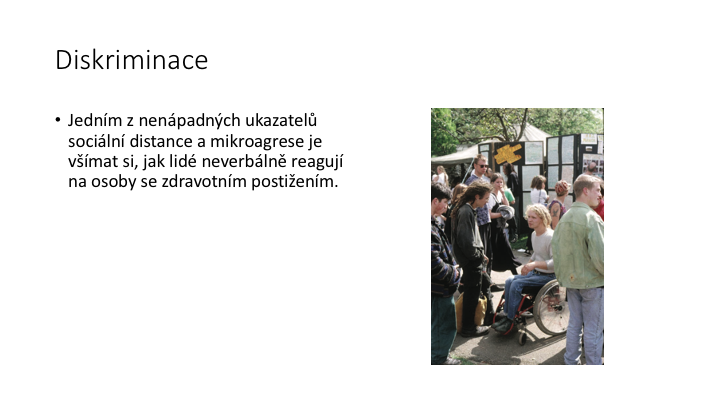 Diskriminace
• Jedním z nenápadných ukazatelů
sociální distance a mikroagrese je
všímat si, jak lidé neverbálně reagují
na osoby se zdravotním postižením.